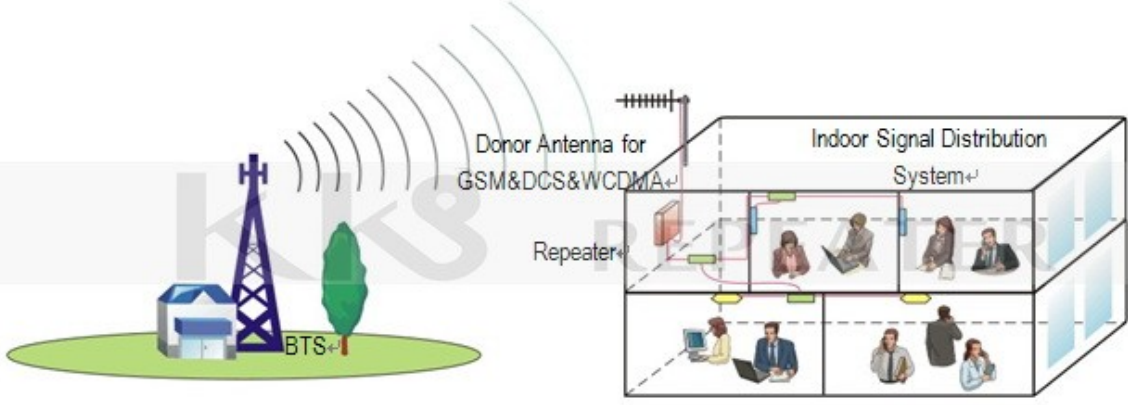 Donor Antenna for
GSM&DCS&WCDMA↵
Indoor Signal Distribution
System↵
Repeater↵
BTS↵
KKS REPEATER